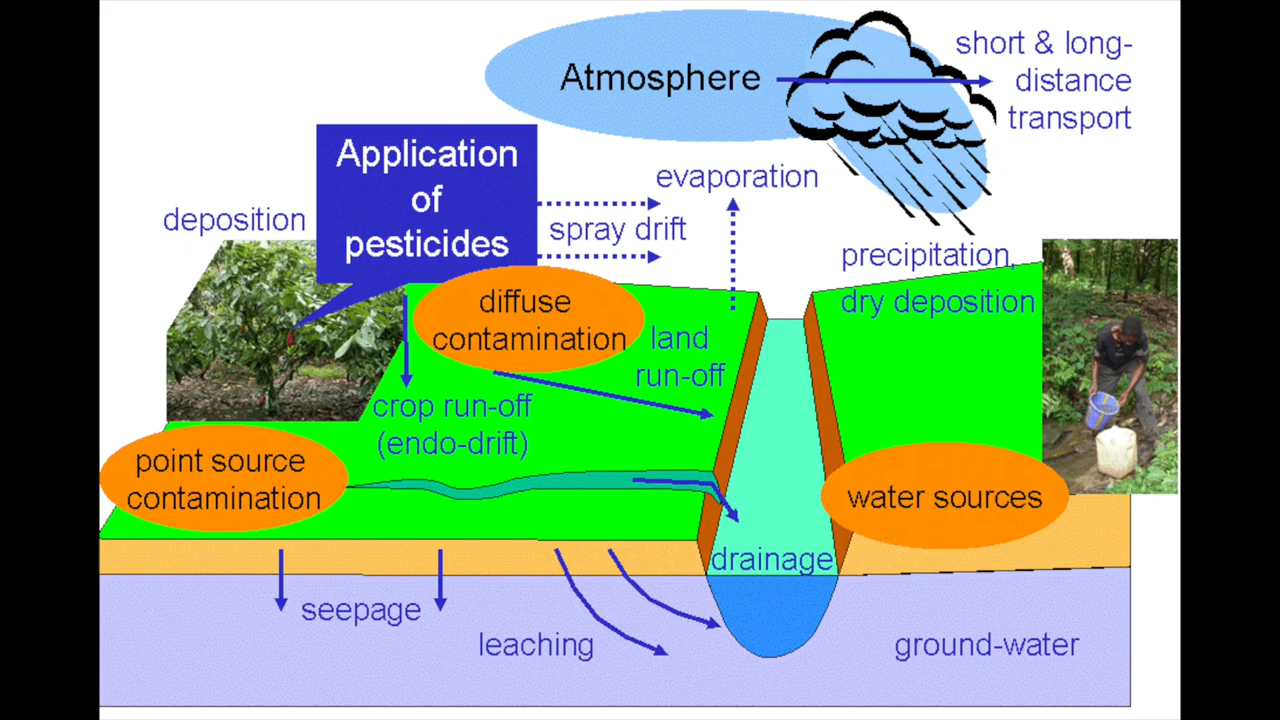 Atmosphere
short & long-
distance
transport
Application
of
pesticides
deposition
evaporation
spray drift
precipitation,
dry deposition
diffuse
contamination
land
run-off
crop run-off
(endo-drift)
point source
contamination
water sources
drainage
seepage
leaching
ground-water